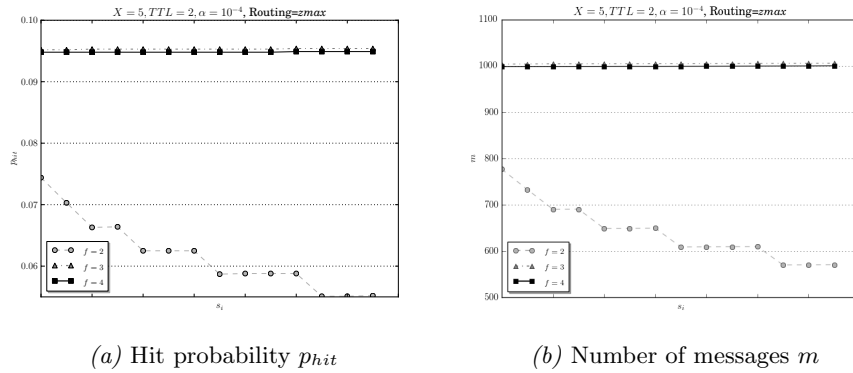 X = 5, TTL = 2, α = 10⁻⁴, Routing=zmax
0.10
0.09
0.08
0.07
0.06
p_hit
s_i
f = 2
f = 3
f = 4
(a) Hit probability p_hit
X = 5, TTL = 2, α = 10⁻⁴, Routing=zmax
1100
1000
900
800
700
600
500
m
s_i
f = 2
f = 3
f = 4
(b) Number of messages m